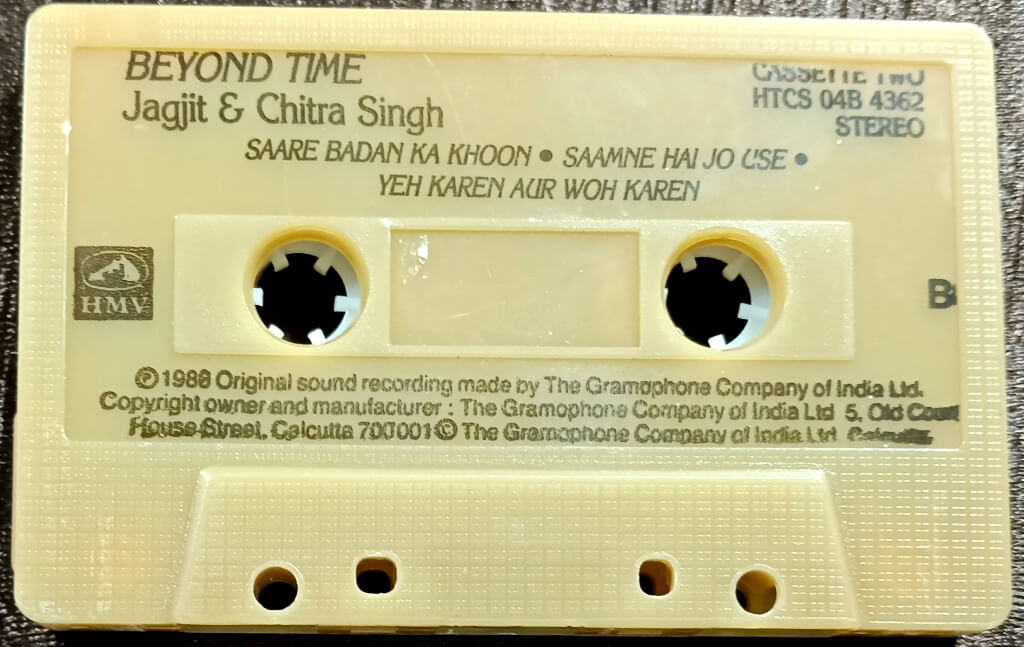 BEYOND TIME
Jagjit & Chitra Singh
CASSETTE TWO
HTCS 04B 4362
STEREO
SAARE BADAN KA KHOON • SAAMNE HAI JO USE •
YEH KAREN AUR WOH KAREN
HMV
B
℗ 1988 Original sound recording made by The Gramophone Company of India Ltd.
Copyright owner and manufacturer : The Gramophone Company of India Ltd 5, Old Court
House Street, Calcutta 700001 © The Gramophone Company of India Ltd. Calcutta